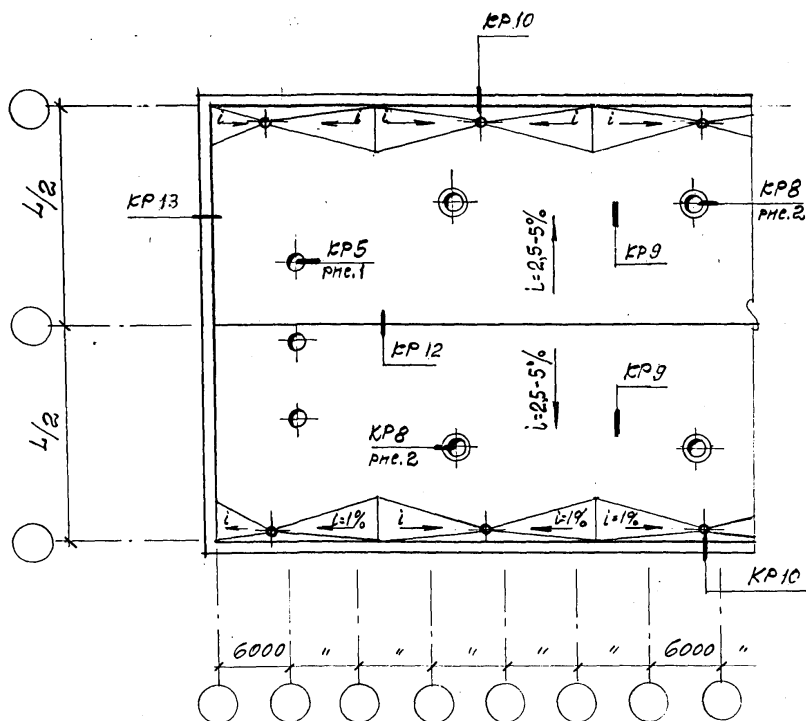 КР10
i
i
i
i
i
КР13
КР8
рис.2
L/2
i=2,5-5%
КР5
рис.1
КР9
КР12
L/2
i=2,5-5%
КР9
КР8
рис.2
i
i=1%
i
i=1%
i=1%
КР10
6000 " " " " " 6000 "